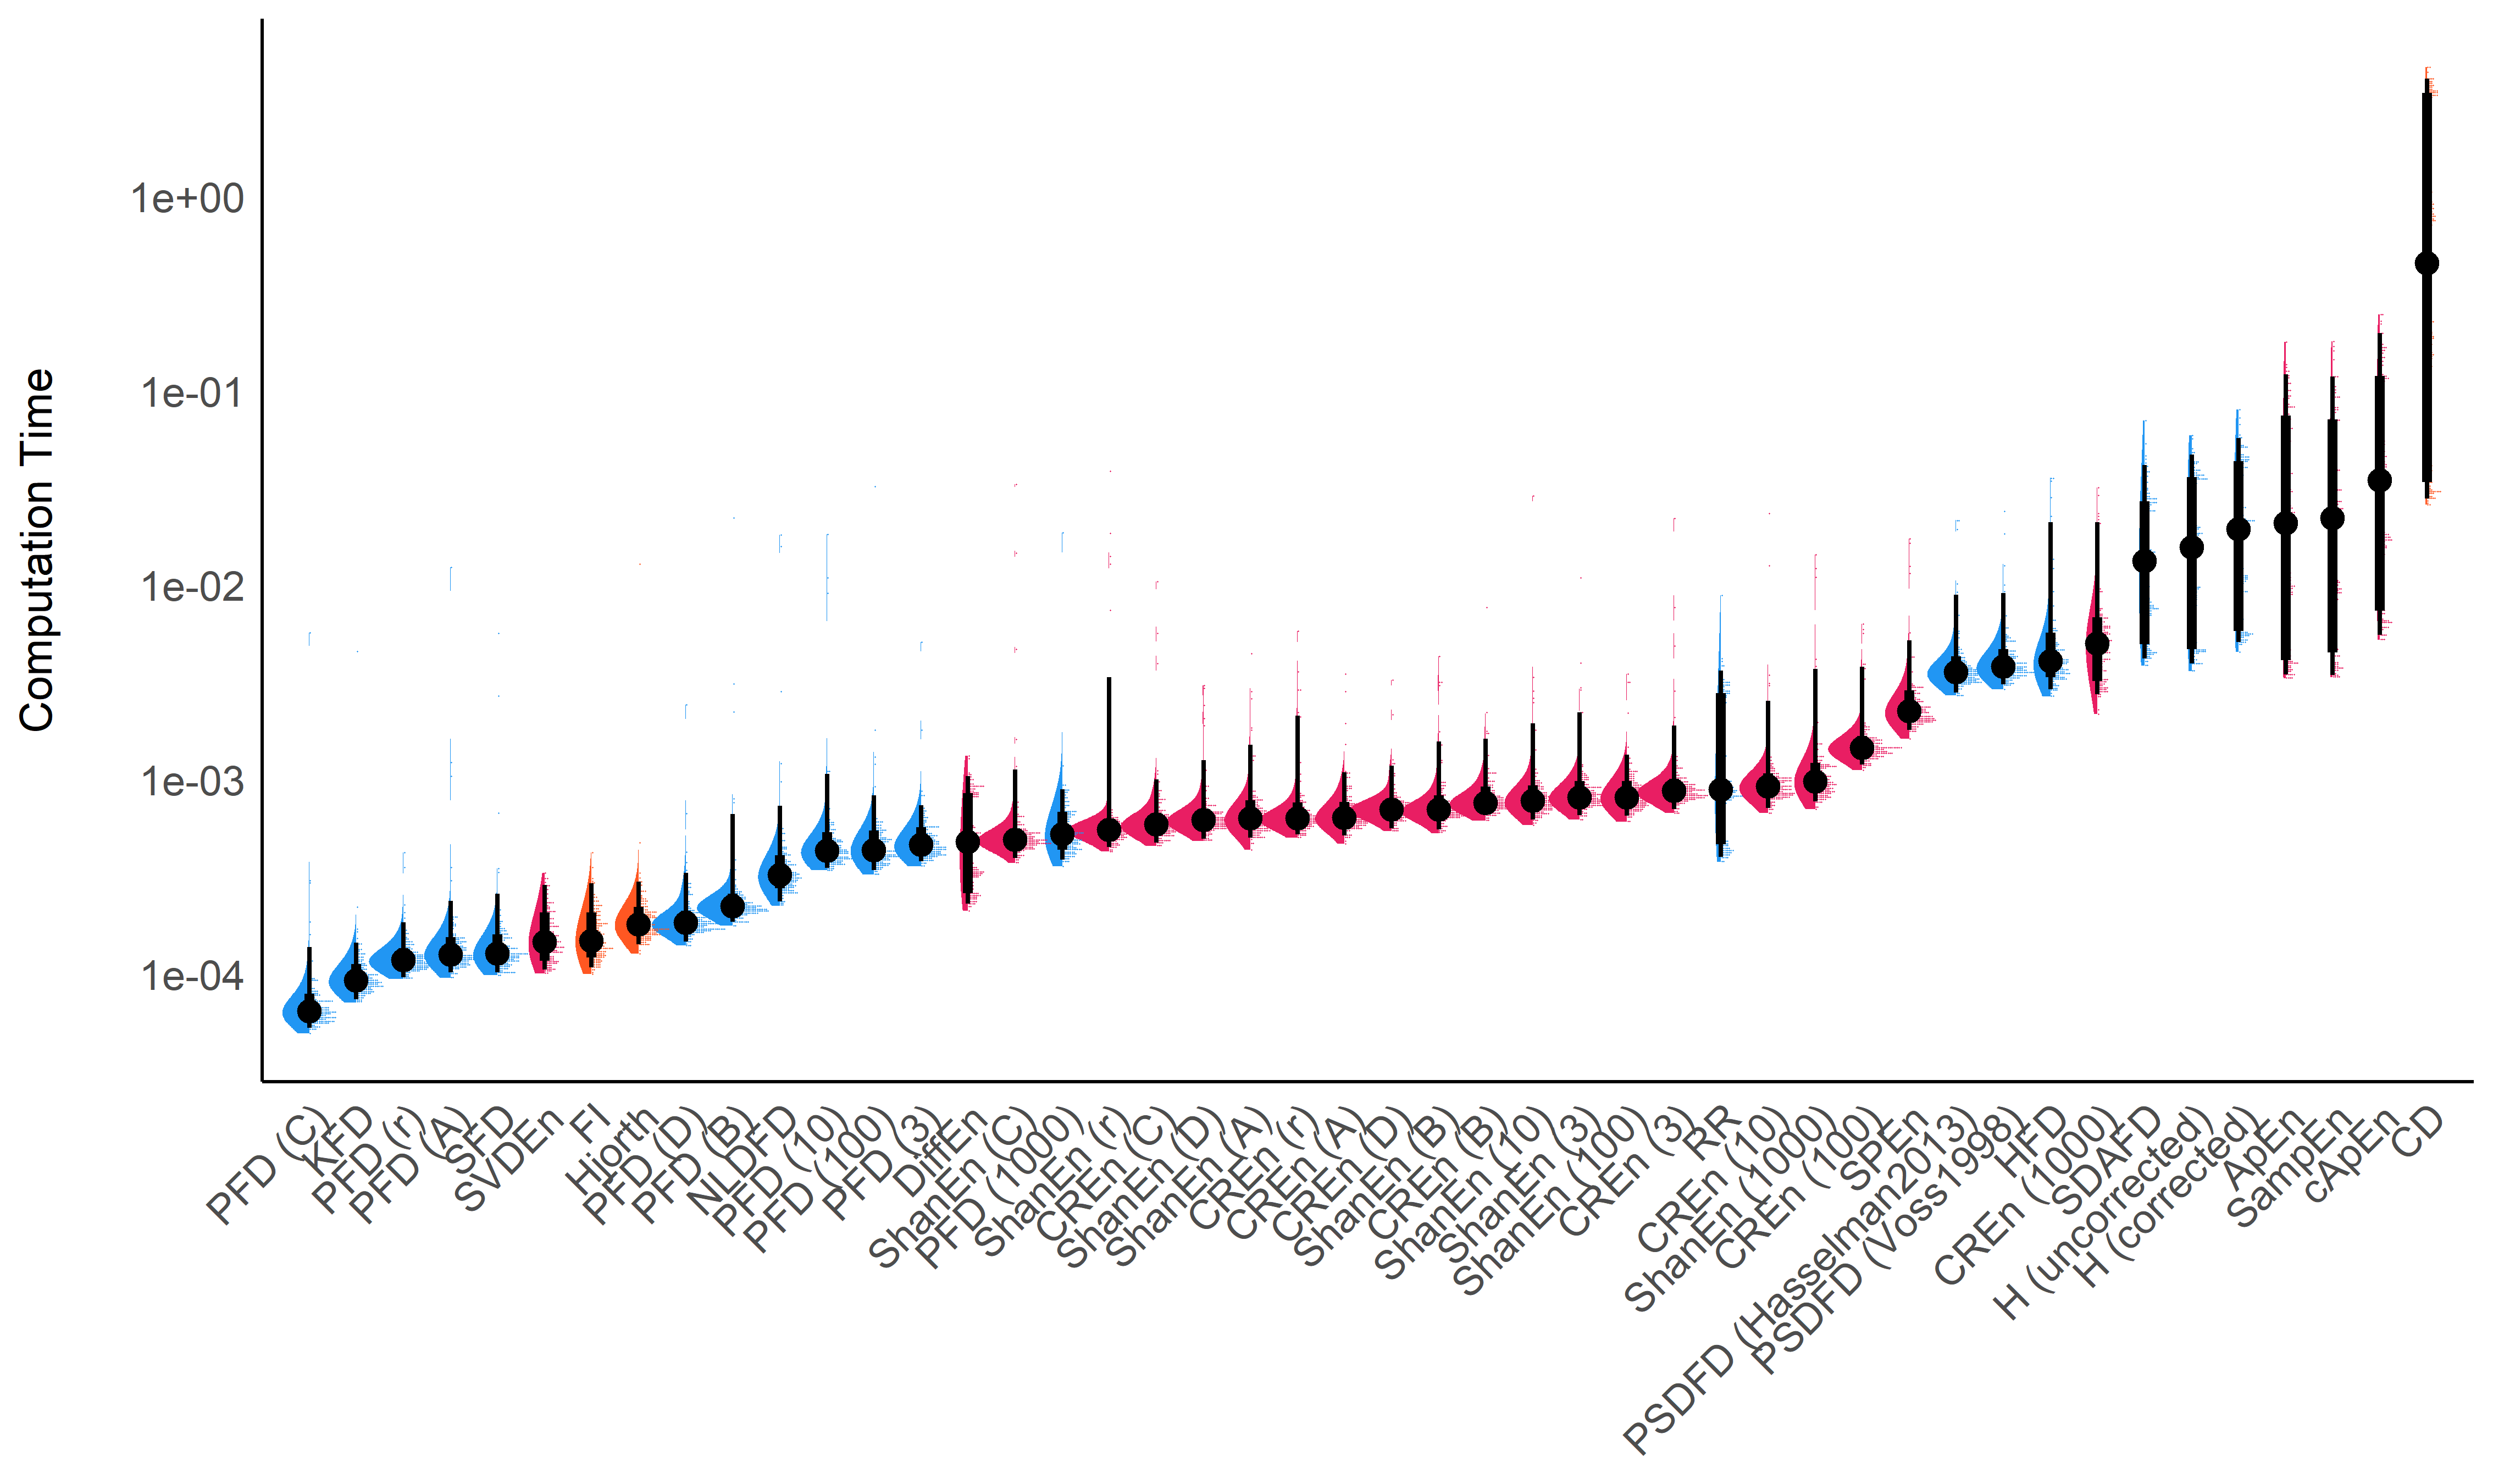 Computation Time
1e+00
1e-01
1e-02
1e-03
1e-04
PFD (C)
KFD
PFD (r)
PFD (A)
SFD
SVDEn
FI
Hjorth
PFD (D)
PFD (B)
NLDFD
PFD (10)
PFD (100)
PFD (3)
DiffEn
ShanEn (C)
PFD (1000)
ShanEn (r)
CREn (C)
ShanEn (D)
ShanEn (A)
CREn (r)
CREn (A)
CREn (D)
ShanEn (B)
CREn (B)
ShanEn (10)
ShanEn (3)
ShanEn (100)
CREn (3)
RR
CREn (10)
ShanEn (1000)
CREn (100)
SPEn
PSDFD (Hasselman2013)
PSDFD (Voss1998)
HFD
CREn (1000)
SDAFD
H (uncorrected)
H (corrected)
ApEn
SampEn
cApEn
CD